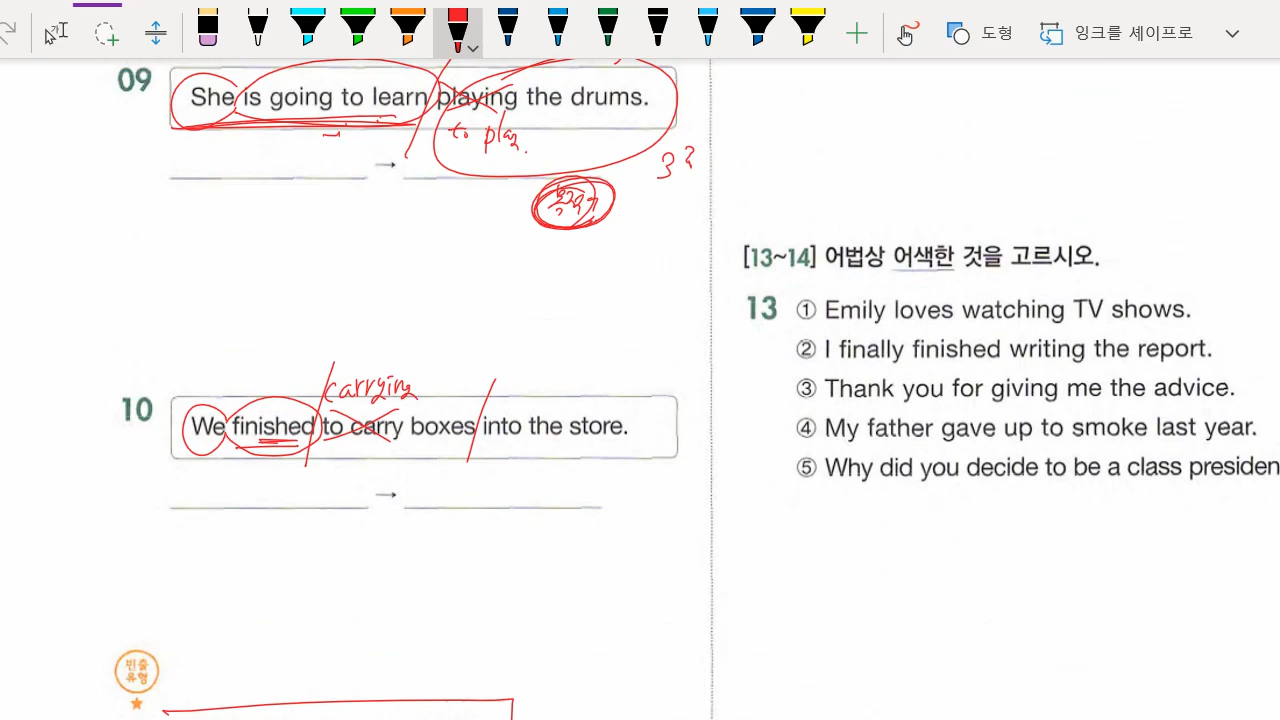 도형
잉크를 셰이프로
09
She is going to learn playing the drums.
to play.
→
10
carrying
We finished to carry boxes into the store.
→
빈출
유형
[13~14] 어법상 어색한 것을 고르시오.
13 ① Emily loves watching TV shows.
② I finally finished writing the report.
③ Thank you for giving me the advice.
④ My father gave up to smoke last year.
⑤ Why did you decide to be a class presiden